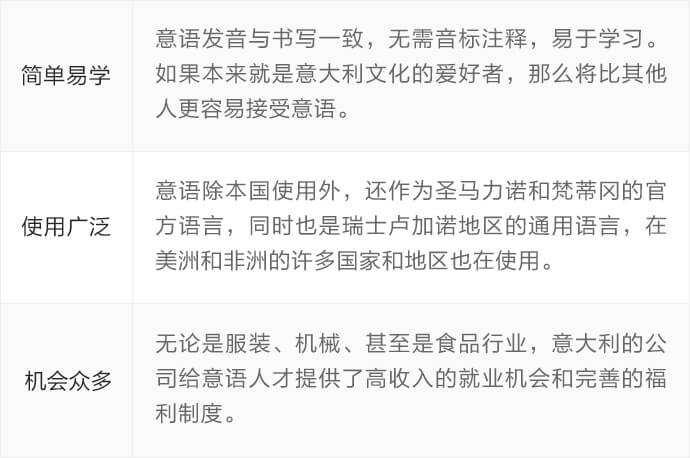 简单易学
意语发音与书写一致，无需音标注释，易于学习。
如果本来就是意大利文化的爱好者，那么将比其他
人更容易接受意语。
使用广泛
意语除本国使用外，还作为圣马力诺和梵蒂冈的官
方语言，同时也是瑞士卢加诺地区的通用语言，在
美洲和非洲的许多国家和地区也在使用。
机会众多
无论是服装、机械、甚至是食品行业，意大利的公
司给意语人才提供了高收入的就业机会和完善的福
利制度。